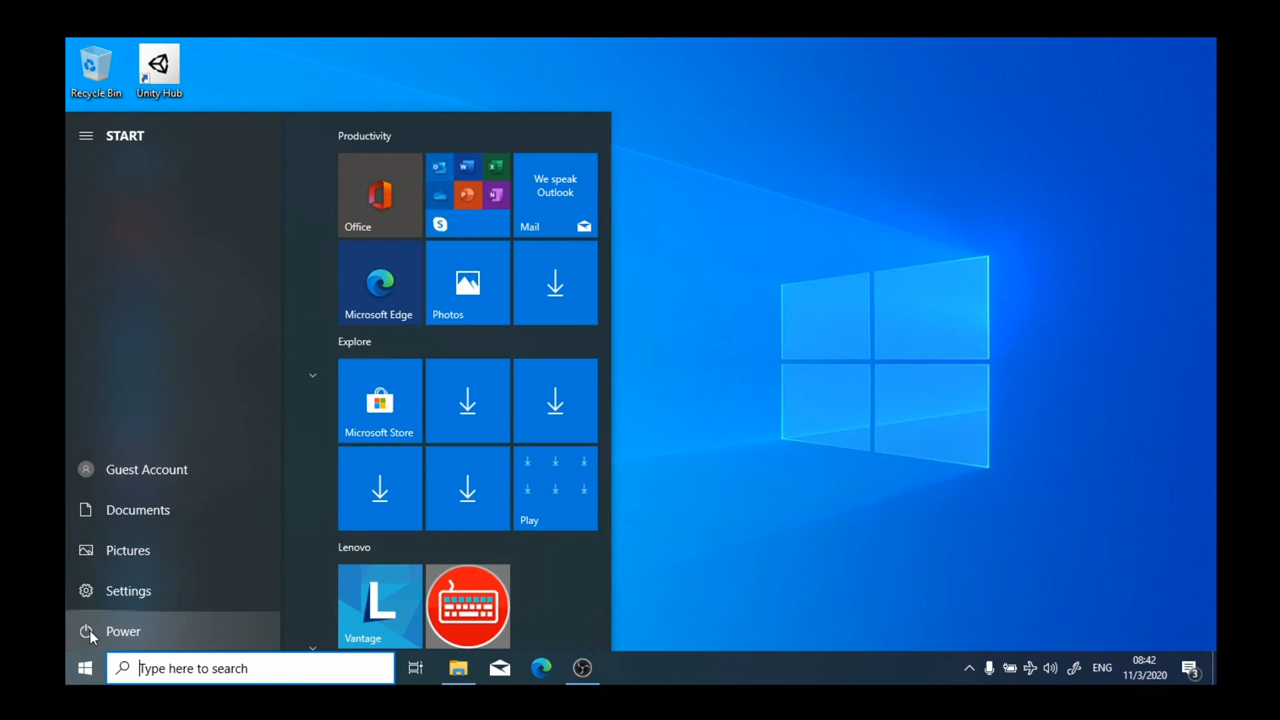 Recycle Bin
Unity Hub
START
Productivity
Office
We speak
Outlook
Mail
Microsoft Edge
Photos
Explore
Microsoft Store
Play
Lenovo
Vantage
Guest Account
Documents
Pictures
Settings
Power
Type here to search
ENG
08:42
11/3/2020
3